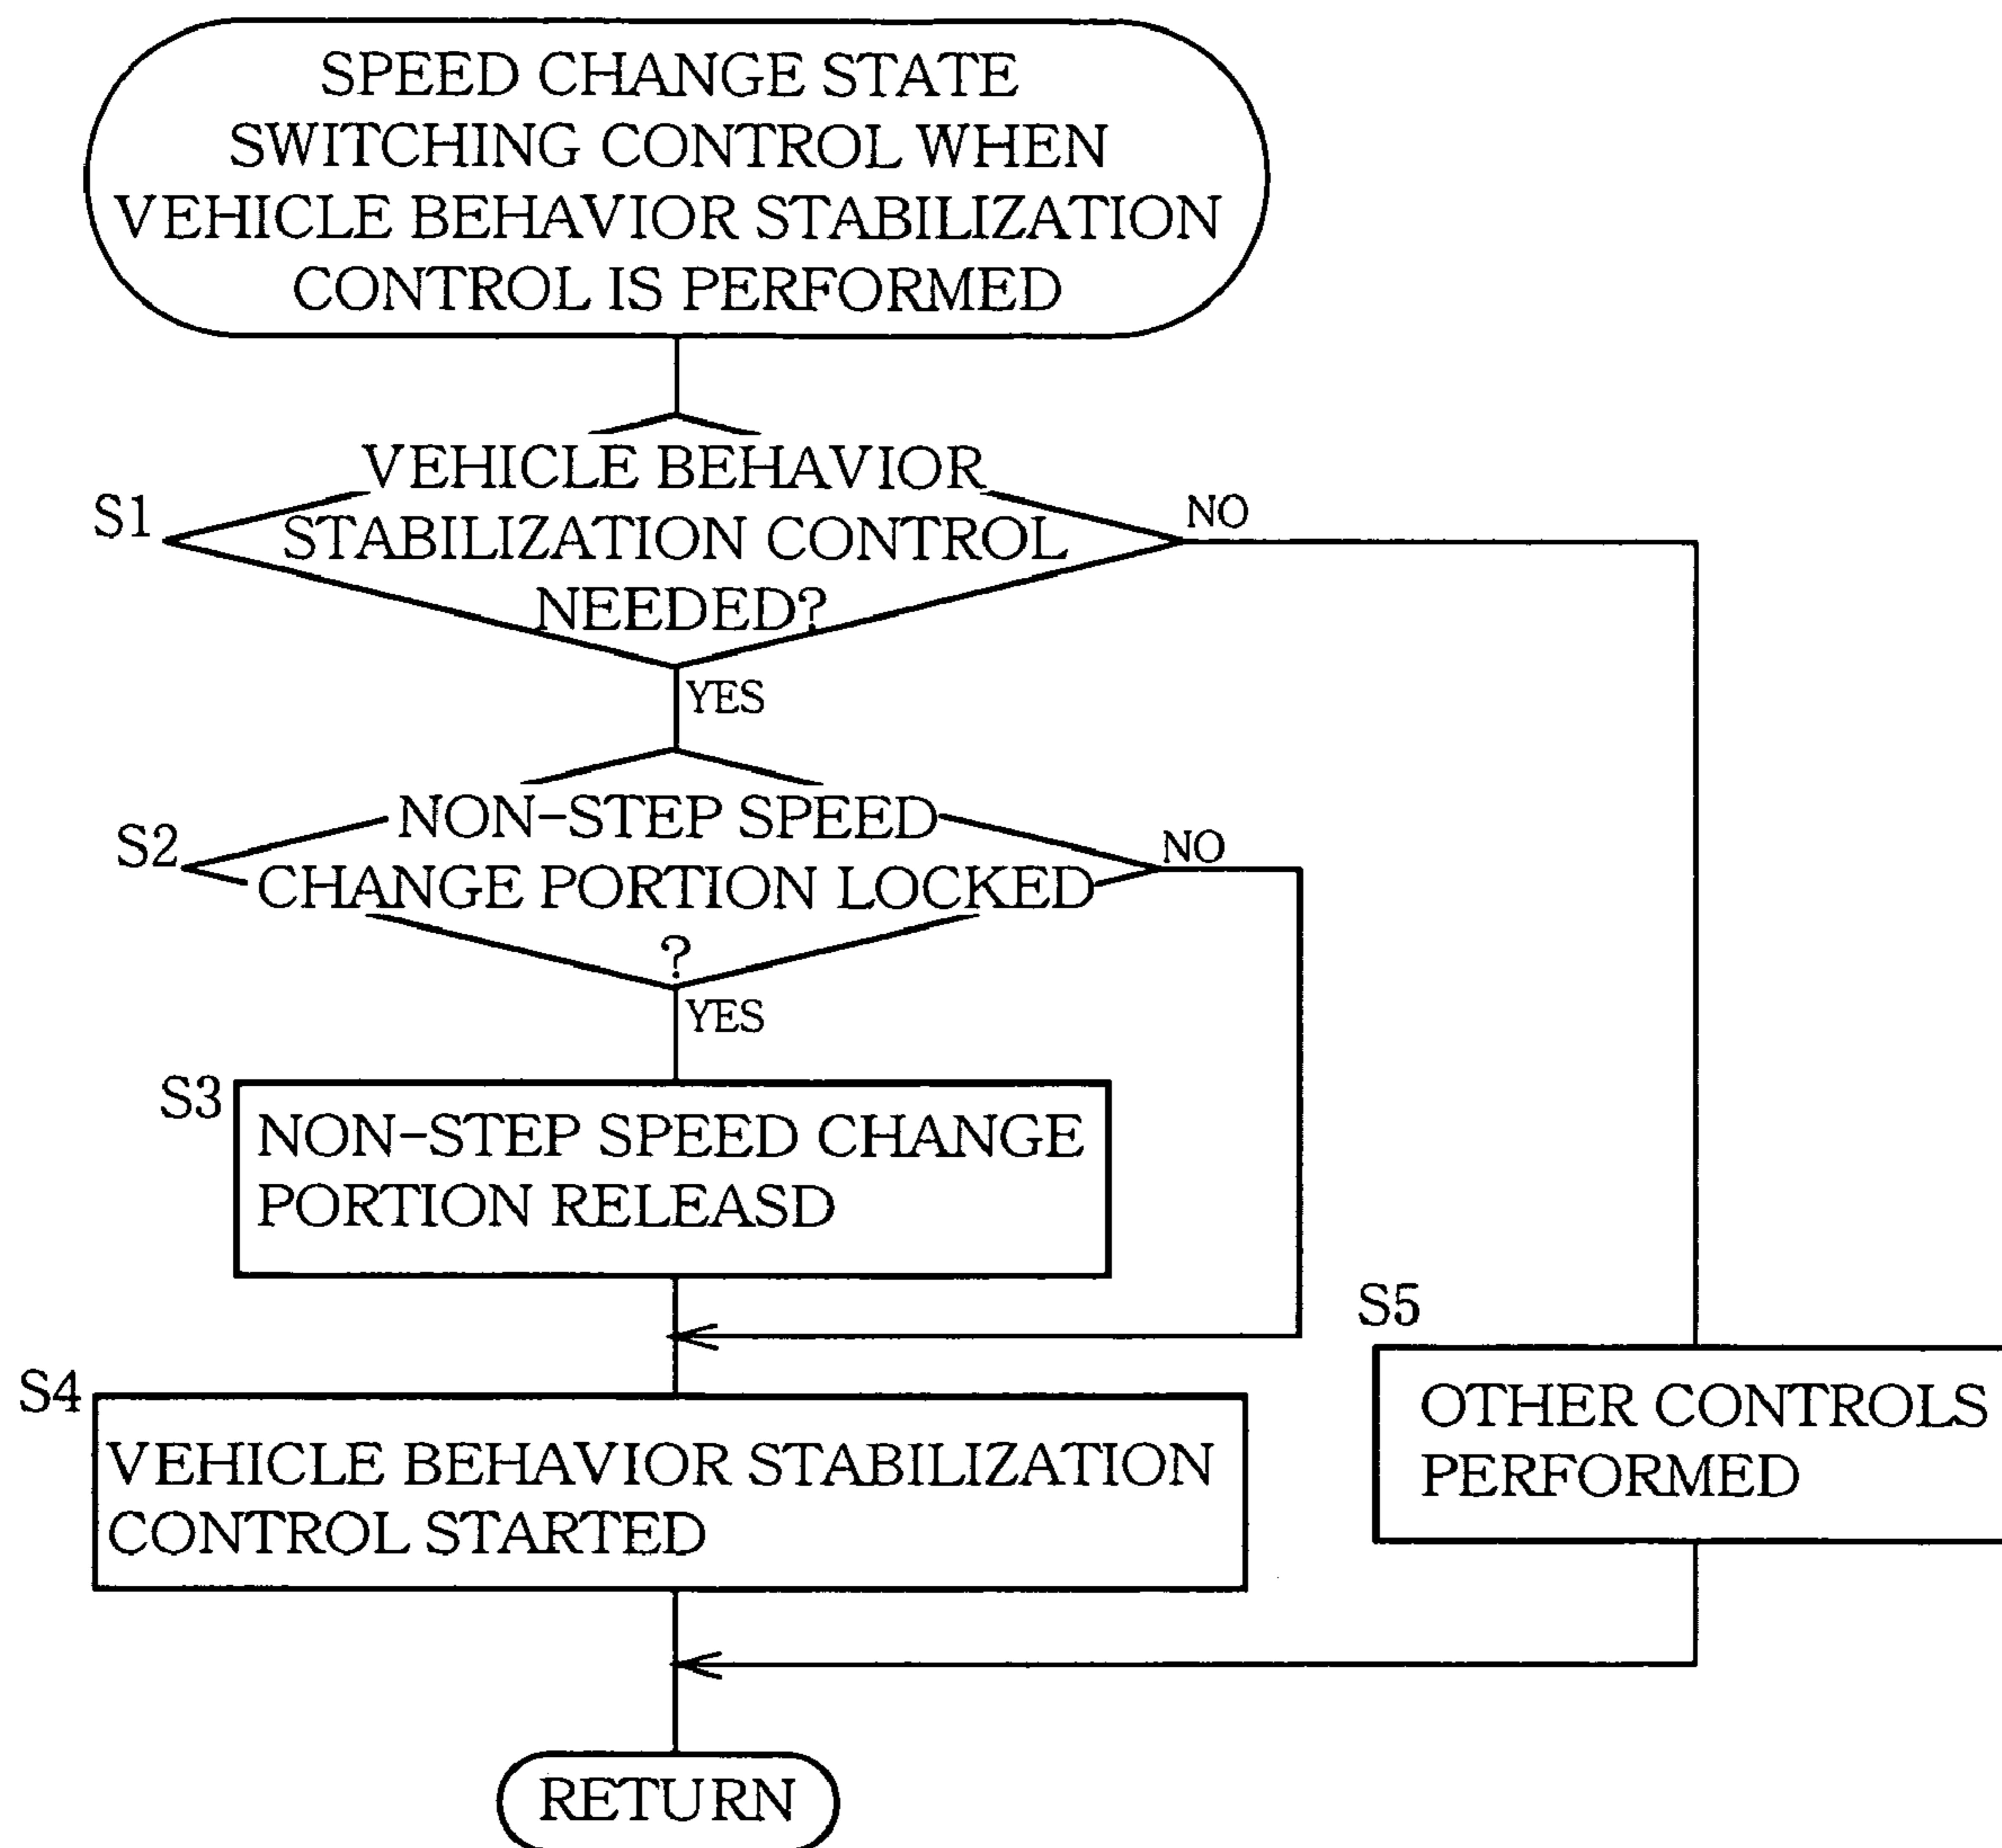 SPEED CHANGE STATE
SWITCHING CONTROL WHEN
VEHICLE BEHAVIOR STABILIZATION
CONTROL IS PERFORMED
S1
VEHICLE BEHAVIOR
STABILIZATION CONTROL
NEEDED?
NO
YES
S2
NON-STEP SPEED
CHANGE PORTION LOCKED
?
NO
YES
S3
NON-STEP SPEED CHANGE
PORTION RELEASD
S4
VEHICLE BEHAVIOR STABILIZATION
CONTROL STARTED
S5
OTHER CONTROLS
PERFORMED
RETURN